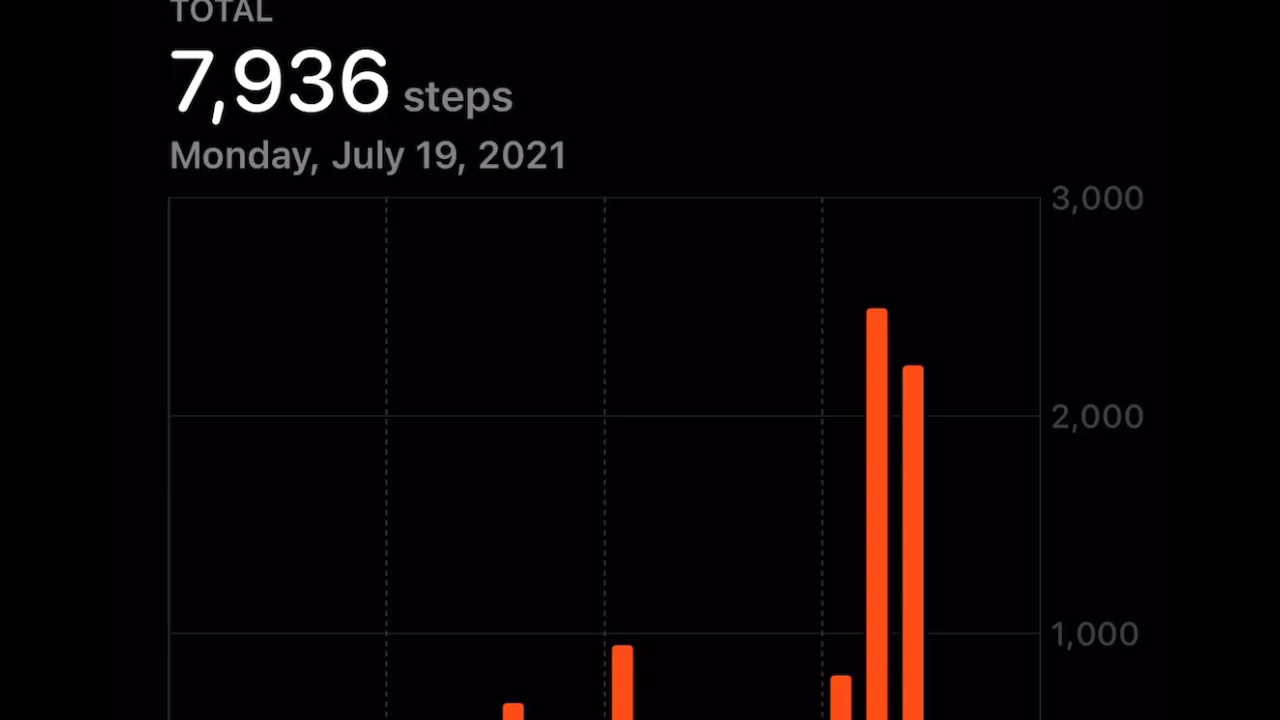 TOTAL
7,936 steps
Monday, July 19, 2021
3,000
2,000
1,000